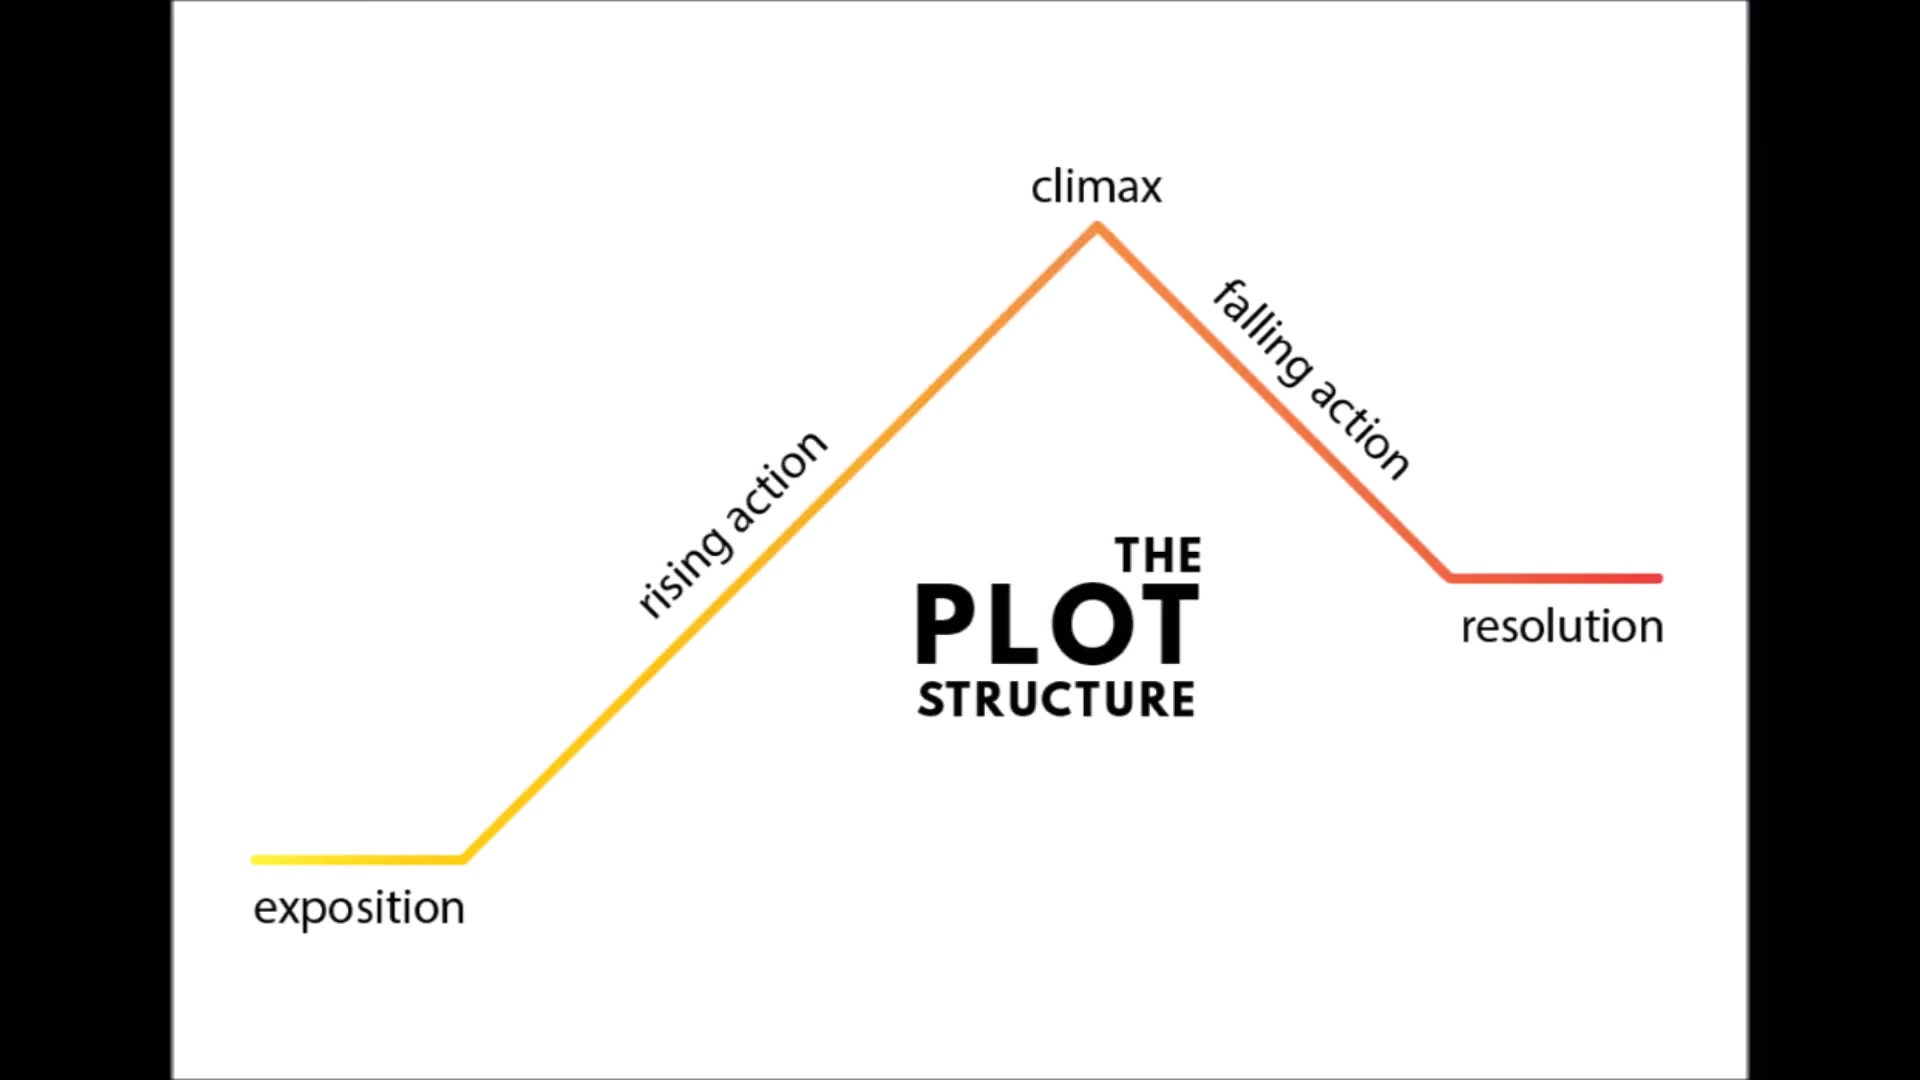 climax
falling action
rising action
THE
PLOT
STRUCTURE
resolution
exposition